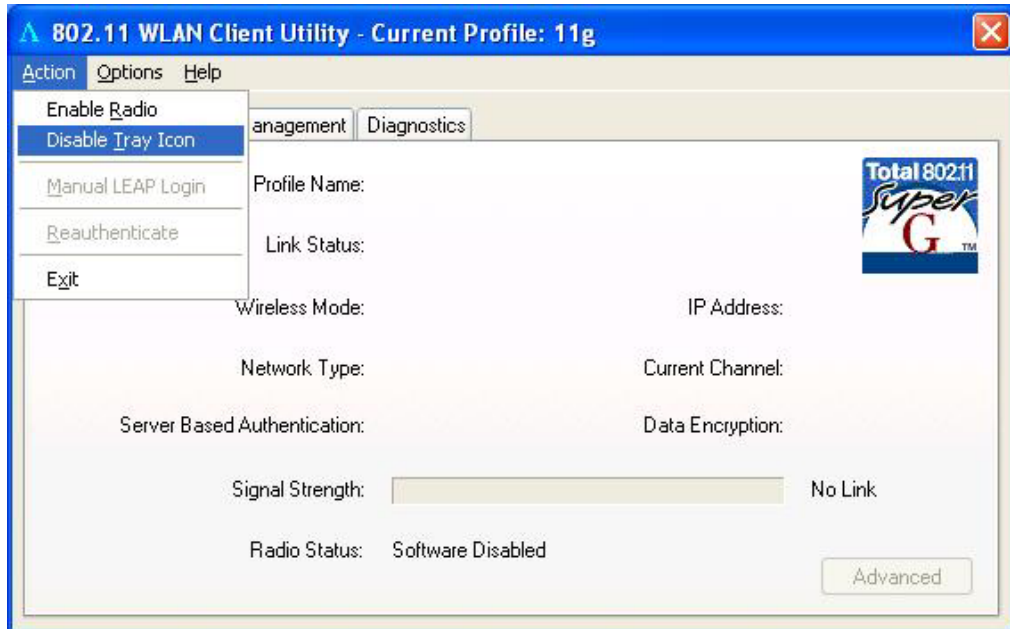 802.11 WLAN Client Utility - Current Profile: 11g
Action Options Help
Enable Radio
Disable Tray Icon
Manual LEAP Login
Reauthenticate
Exit
anagement Diagnostics
Total 802.11
Super
G TM
Profile Name:
Link Status:
Wireless Mode: IP Address:
Network Type: Current Channel:
Server Based Authentication: Data Encryption:
Signal Strength: No Link
Radio Status: Software Disabled
Advanced